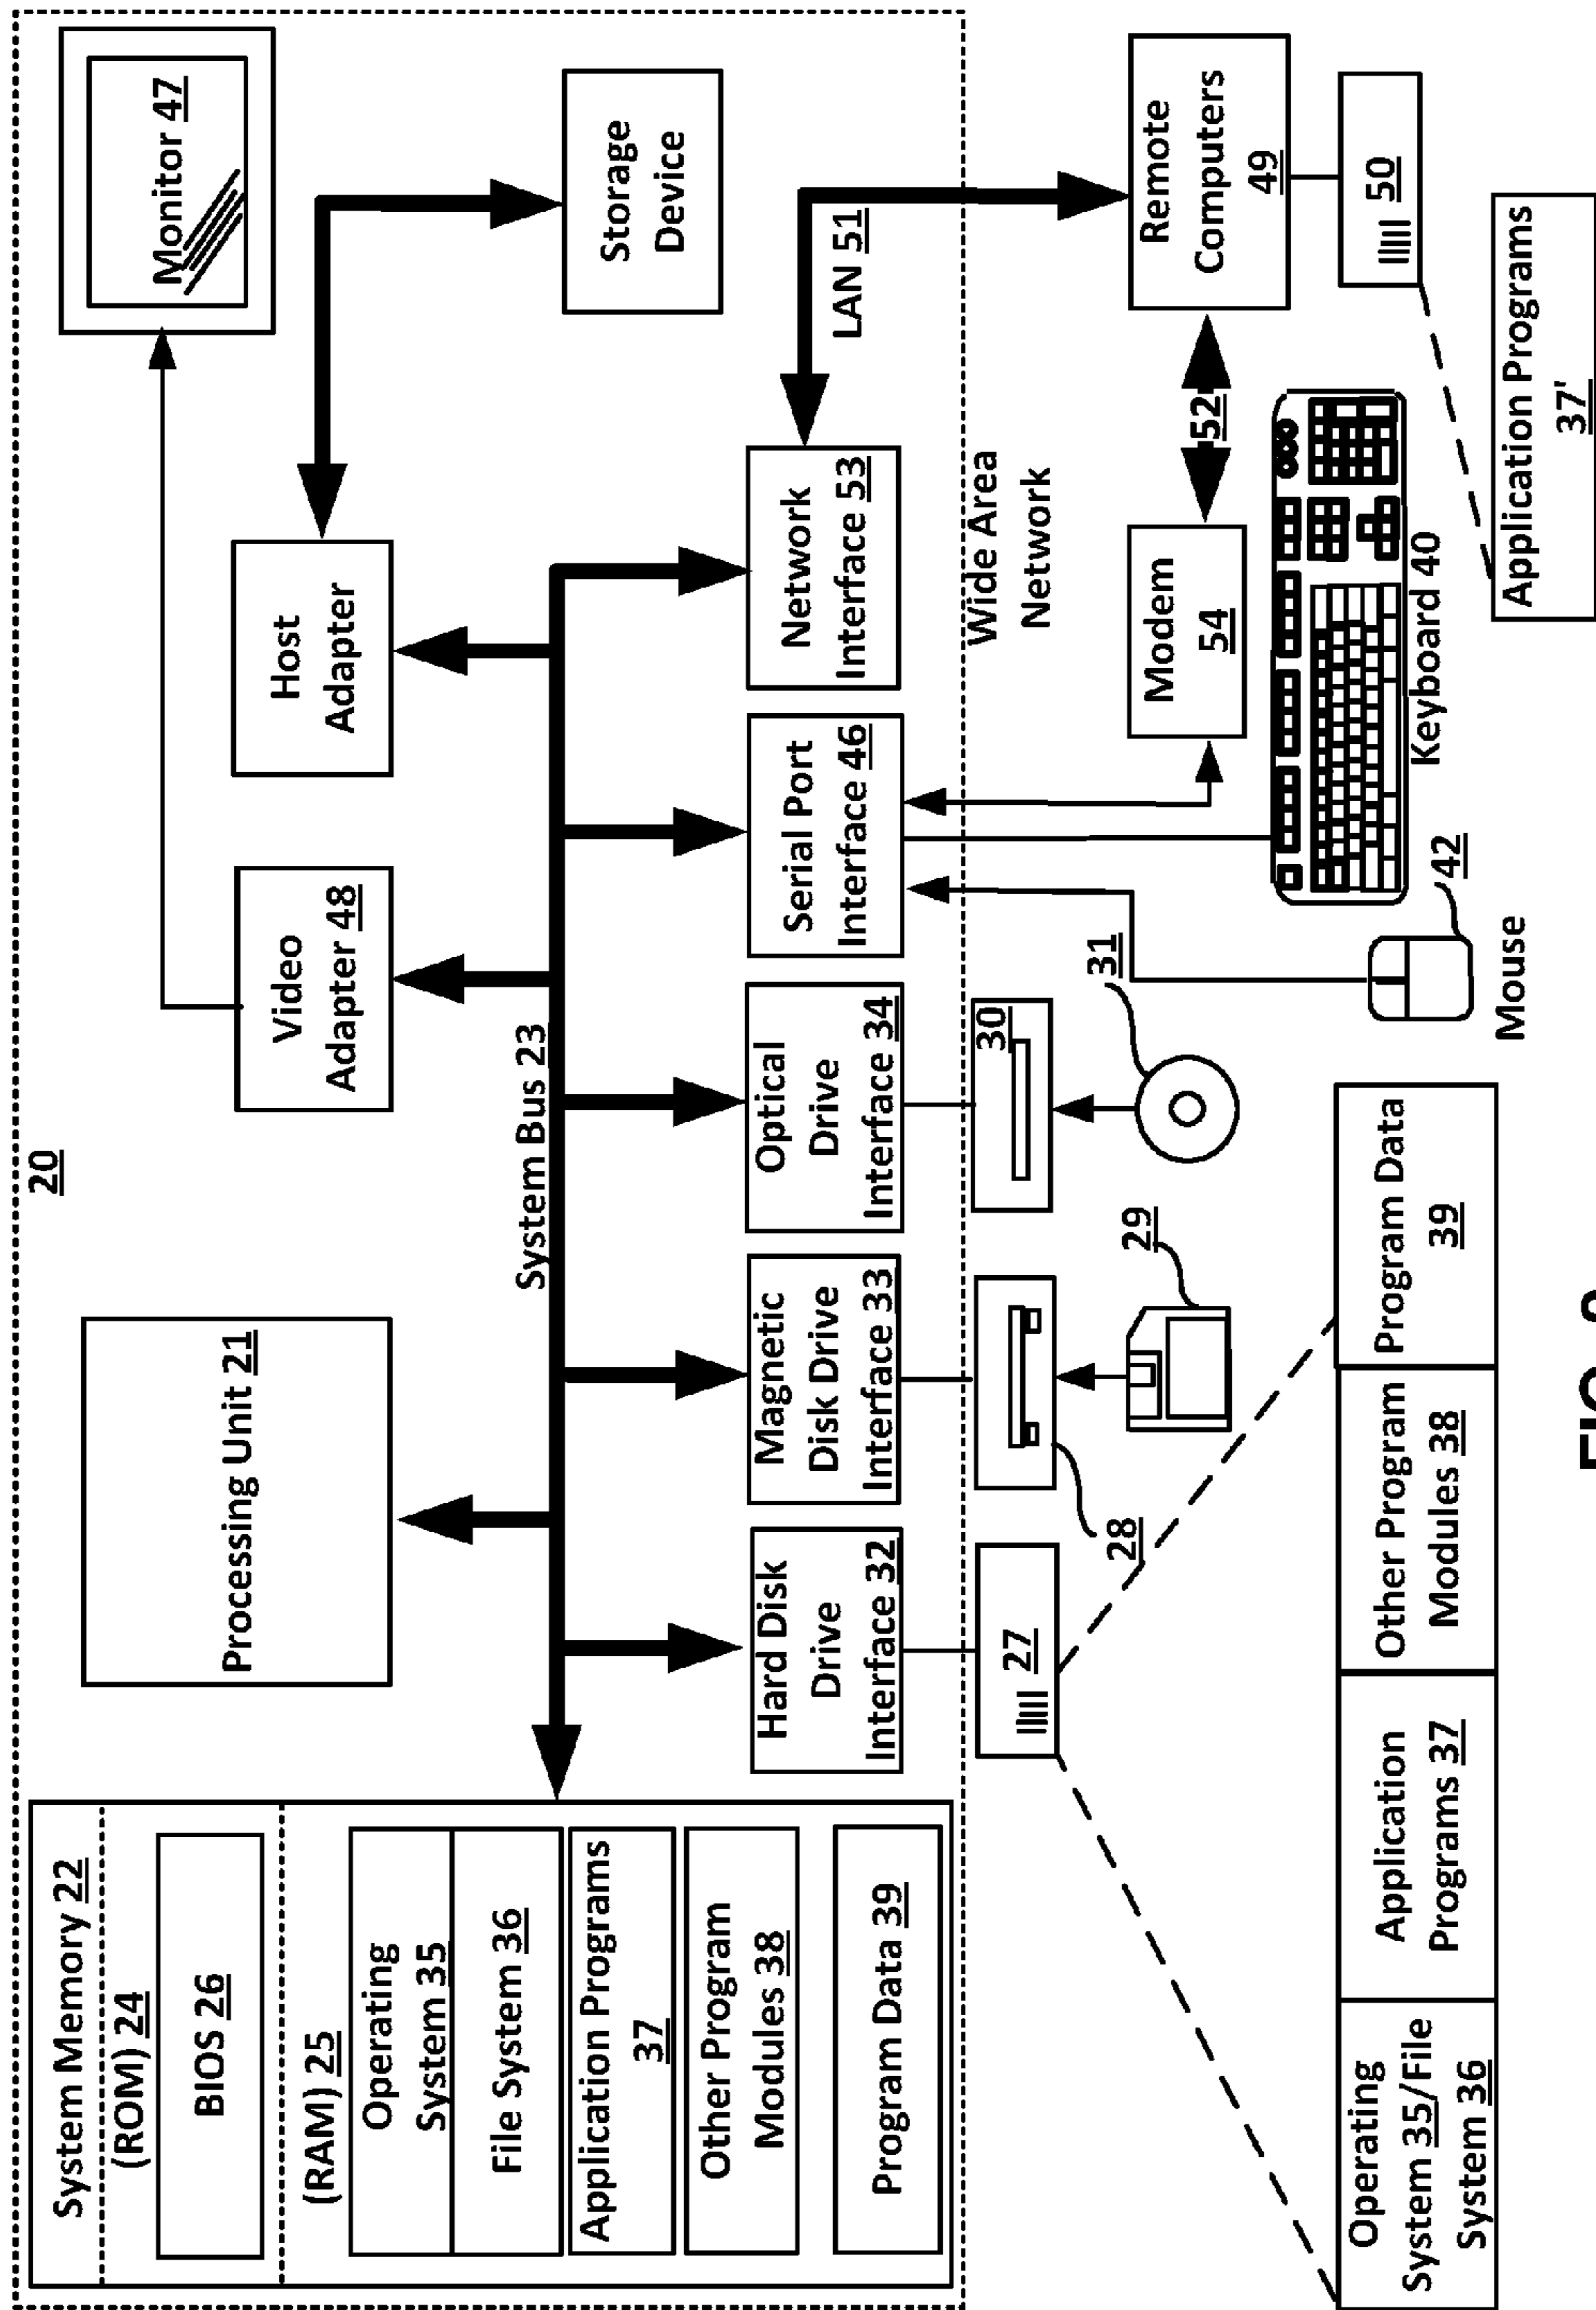 20
System Memory 22
(ROM) 24
BIOS 26
(RAM) 25
Operating
System 35
File System 36
Application Programs
37
Other Program
Modules 38
Program Data 39
Processing Unit 21
Video
Adapter 48
Host
Adapter
Monitor 47
Storage
Device
System Bus 23
Hard Disk
Drive
Interface 32
Magnetic
Disk Drive
Interface 33
Optical
Drive
Interface 34
Serial Port
Interface 46
Network
Interface 53
LAN 51
Wide Area
Network
27
28
29
30
31
Modem
54
52
Remote
Computers
49
50
Keyboard 40
42
Mouse
Application Programs
37'
Operating
System 35/File
System 36
Application
Programs 37
Other Program
Modules 38
Program Data
39